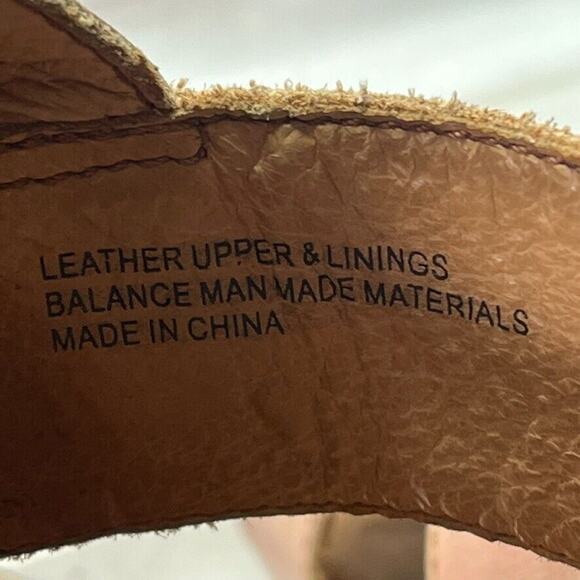 LEATHER UPPER & LININGS
BALANCE MAN MADE MATERIALS
MADE IN CHINA